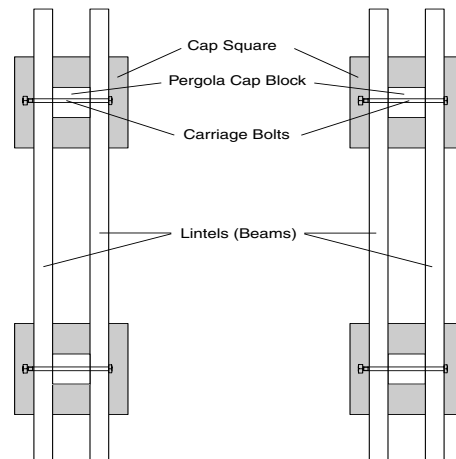 Cap Square
Pergola Cap Block
Carriage Bolts
Lintels (Beams)